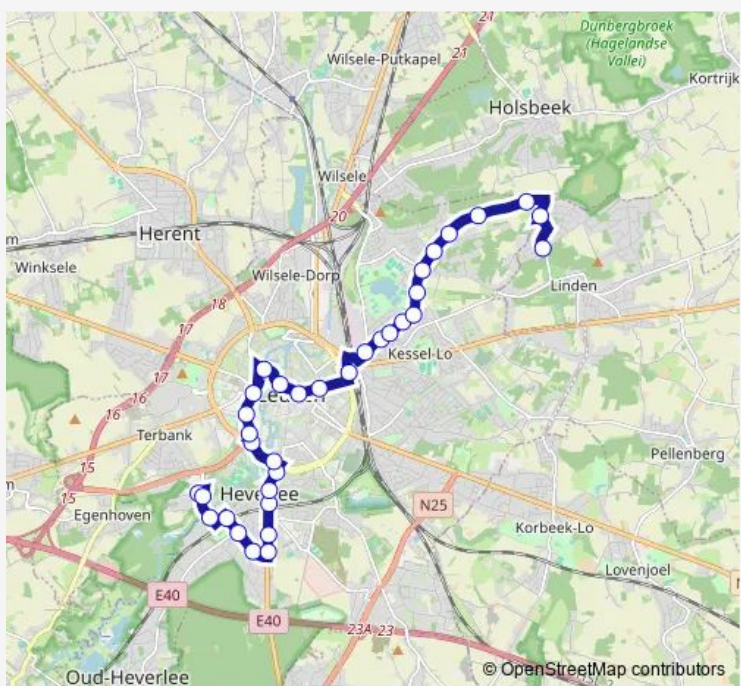 21
Dunbergbroek
(Hagelandse
Vallei)
Wilsele-Putkapel
21
Kortrijk
Holsbeek
Wilsele
20
Herent
Winksele
Wilsele-Dorp
Linden
18
17
Kessel-Lo
17
16
16
Terbank
Pellenberg
15
15
Heverlee
N25
Egenhoven
Korbeek-Lo
Lovenjoel
E40
E40
23A 23
Oud-Heverlee
© OpenStreetMap contributors